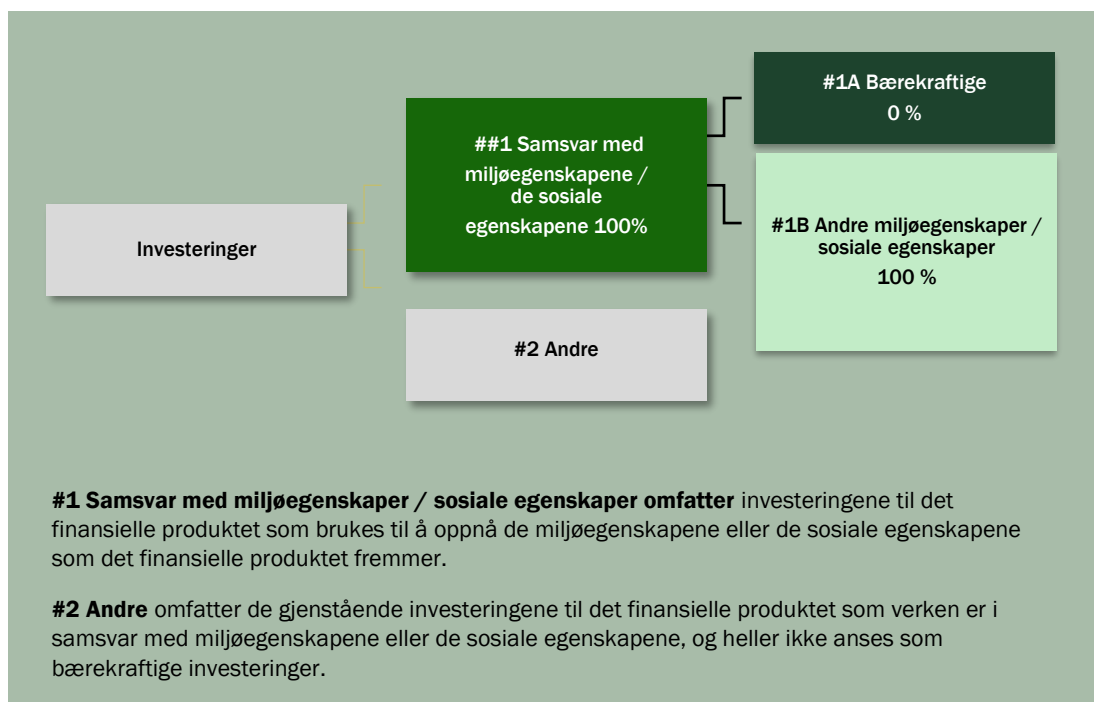 Investeringer
##1 Samsvar med
miljøegenskapene /
de sosiale
egenskapene 100%
#2 Andre
#1A Bærekraftige
0 %
#1B Andre miljøegenskaper /
sosiale egenskaper
100 %
#1 Samsvar med miljøegenskaper / sosiale egenskaper omfatter investeringene til det
finansielle produktet som brukes til å oppnå de miljøegenskapene eller de sosiale egenskapene
som det finansielle produktet fremmer.
#2 Andre omfatter de gjenstående investeringene til det finansielle produktet som verken er i
samsvar med miljøegenskapene eller de sosiale egenskapene, og heller ikke anses som
bærekraftige investeringer.